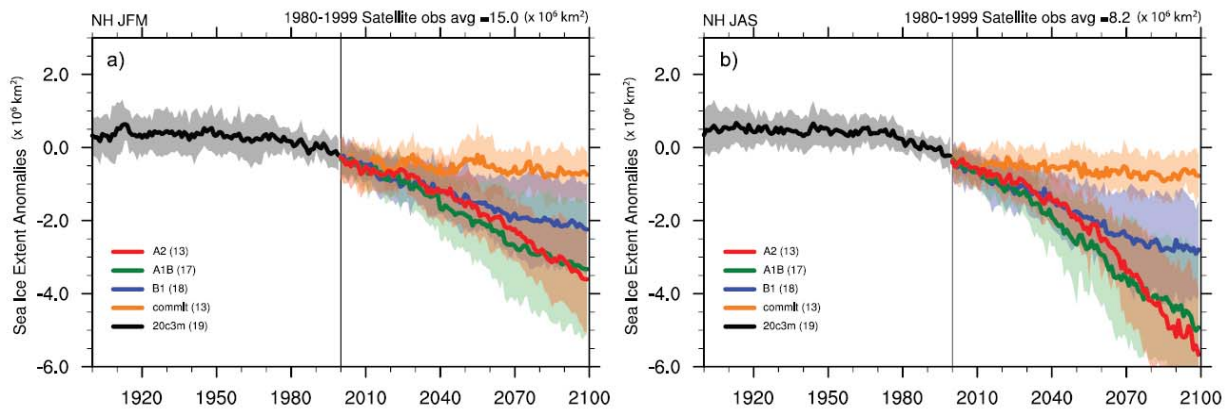 NH JFM 1980-1999 Satellite obs avg =15.0 (x 10⁶ km²)
a)
Sea Ice Extent Anomalies (x 10⁶ km²)
2.0
0.0
-2.0
-4.0
-6.0
A2 (13)
A1B (17)
B1 (18)
commit (13)
20c3m (19)
1920 1950 1980 2010 2040 2070 2100
NH JAS 1980-1999 Satellite obs avg =8.2 (x 10⁶ km²)
b)
Sea Ice Extent Anomalies (x 10⁶ km²)
2.0
0.0
-2.0
-4.0
-6.0
A2 (13)
A1B (17)
B1 (18)
commit (13)
20c3m (19)
1920 1950 1980 2010 2040 2070 2100